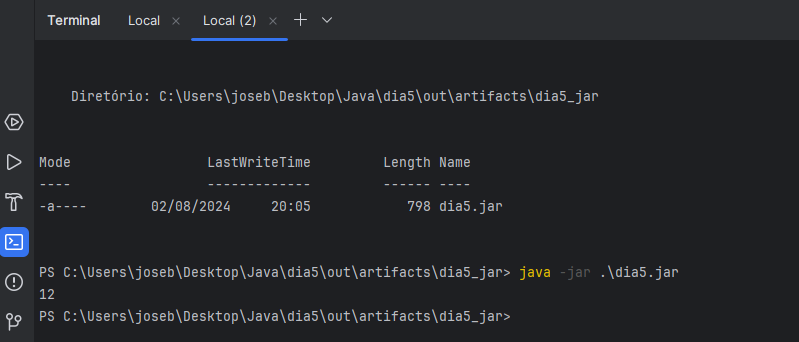 Terminal Local × Local (2) ×
Diretório: C:\Users\joseb\Desktop\Java\dia5\out\artifacts\dia5_jar
Mode LastWriteTime Length Name
---- ------------- ------ ----
-a---- 02/08/2024 20:05 798 dia5.jar
PS C:\Users\joseb\Desktop\Java\dia5\out\artifacts\dia5_jar> java -jar .\dia5.jar
12
PS C:\Users\joseb\Desktop\Java\dia5\out\artifacts\dia5_jar>